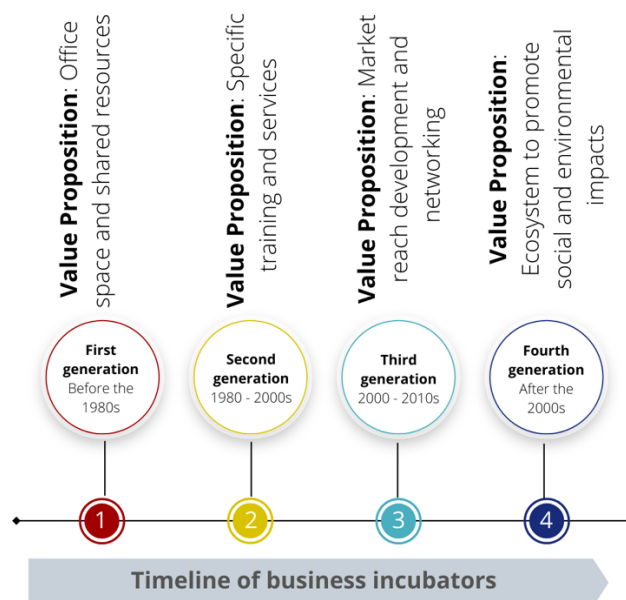 Value Proposition: Office
space and shared resources
Value Proposition: Specific
training and services
Value Proposition: Market
reach development and
networking
Value Proposition:
Ecosystem to promote
social and environmental
impacts
First
generation
Before the
1980s
Second
generation
1980 - 2000s
Third
generation
2000 - 2010s
Fourth
generation
After the
2000s
1
2
3
4
Timeline of business incubators